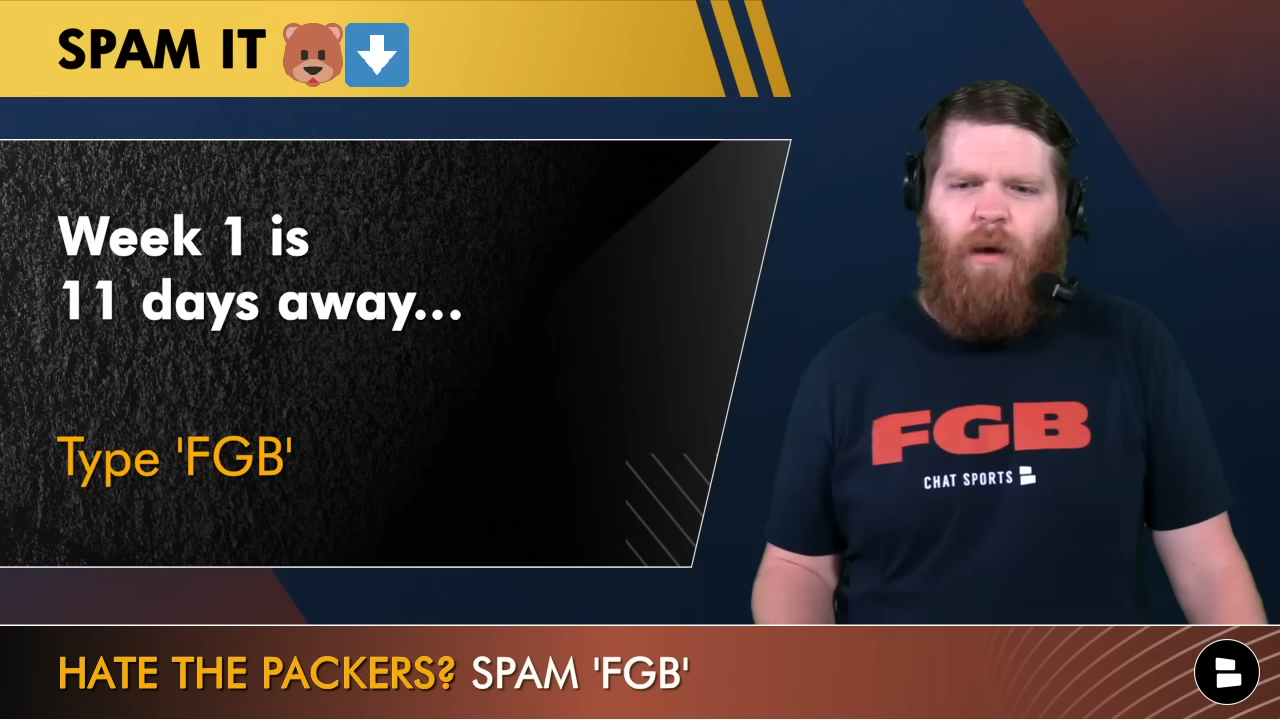 SPAM IT
Week 1 is
11 days away...
Type 'FGB'
FGB
CHAT SPORTS
HATE THE PACKERS? SPAM 'FGB'